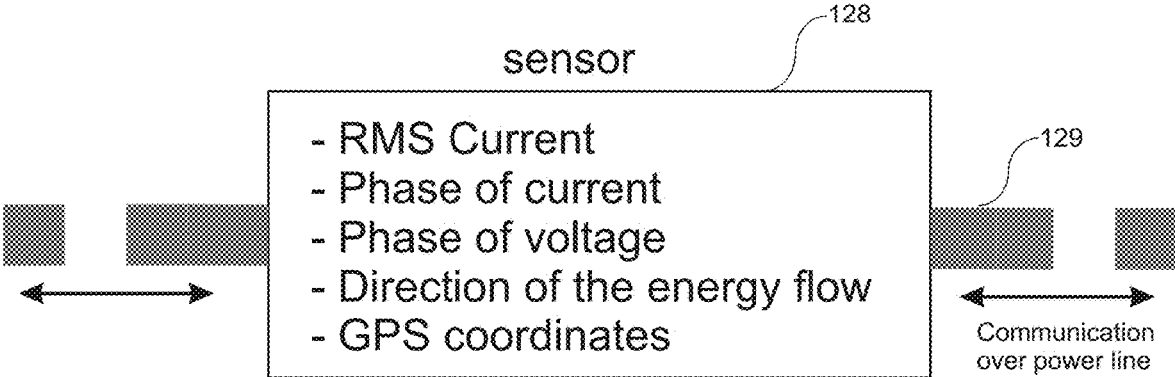 128
sensor
- RMS Current
129
- Phase of current
- Phase of voltage
- Direction of the energy flow
- GPS coordinates
Communication
over power line